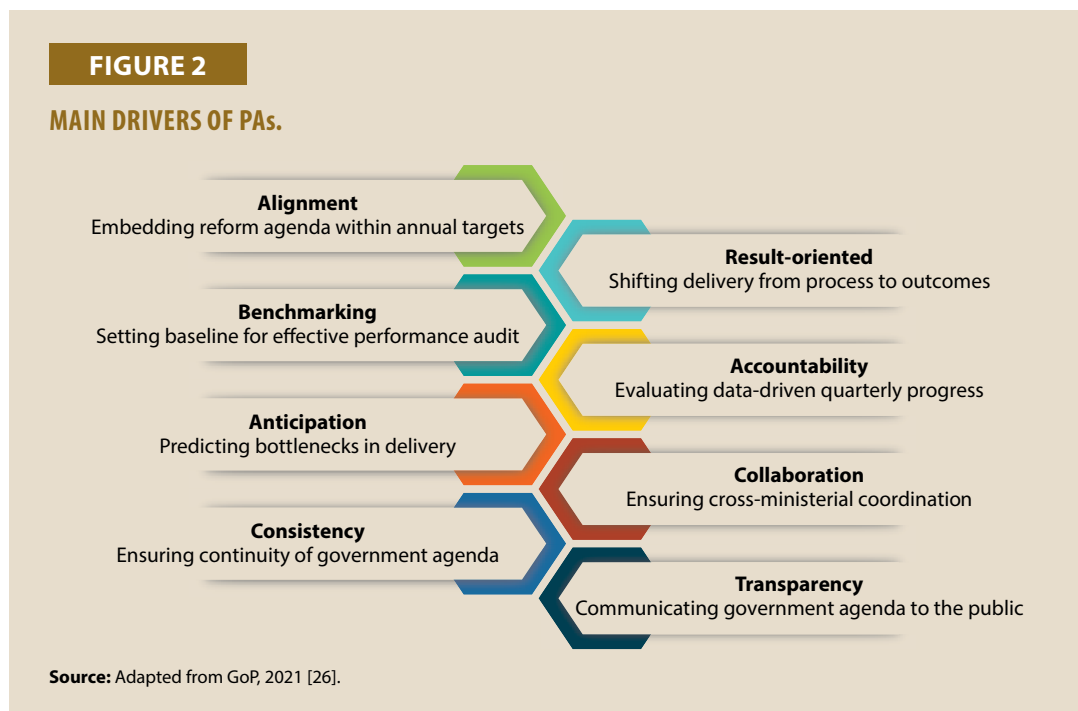 FIGURE 2
MAIN DRIVERS OF PAs.
Alignment
Embedding reform agenda within annual targets
Result-oriented
Shifting delivery from process to outcomes
Benchmarking
Setting baseline for effective performance audit
Accountability
Evaluating data-driven quarterly progress
Anticipation
Predicting bottlenecks in delivery
Collaboration
Ensuring cross-ministerial coordination
Consistency
Ensuring continuity of government agenda
Transparency
Communicating government agenda to the public
Source: Adapted from GoP, 2021 [26].